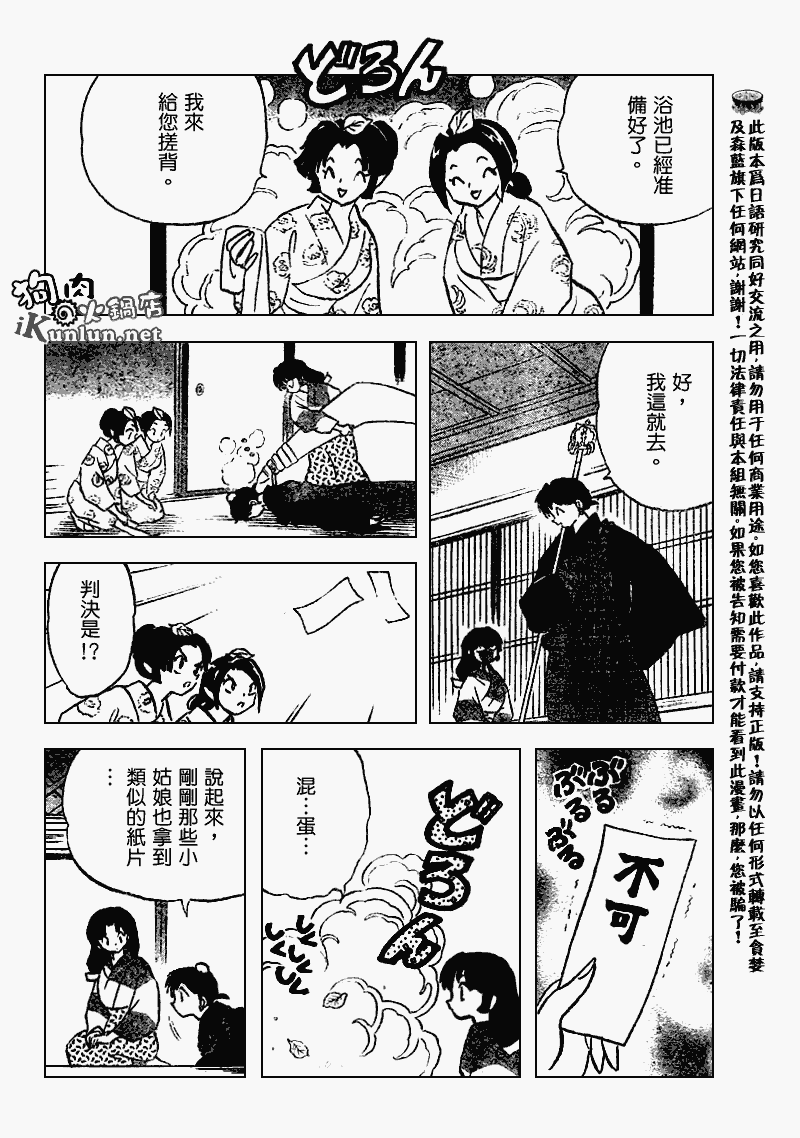 どろん
浴池已經准
備好了。
我來
給您搓背。
狗肉
火鍋店
iKunlun.net
好，
我這就去。
判決是!?
ぶるぶる
ぶるぶる
不可
どろん
混…蛋…
しくしく
說起來，
剛剛那些小
姑娘也拿到
類似的紙片
…
此版本爲日語研究同好交流之用，請勿用于任何商業用途。如您喜歡此作品，請支持正版！請勿以任何形式轉載至貪婪
及森藍旗下任何網站，謝謝！一切法律責任與本組無關。如果您被告知需要付款才能看到此漫畫，那麼，您被騙了！